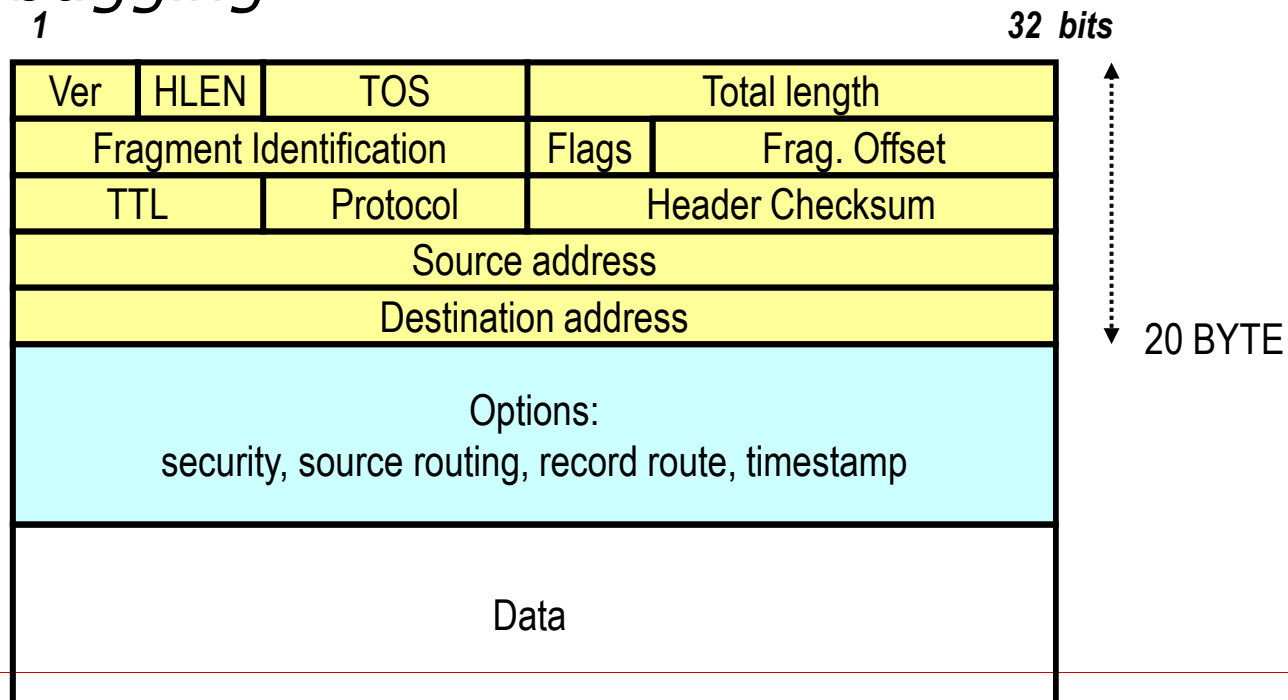 bugging
1 32 bits
Ver HLEN TOS Total length
Fragment Identification Flags Frag. Offset
TTL Protocol Header Checksum
Source address
Destination address
20 BYTE
Options:
security, source routing, record route, timestamp
Data